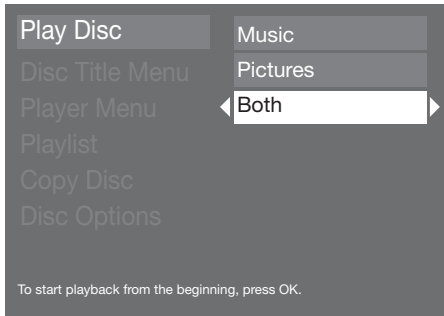 Play Disc
Disc Title Menu
Player Menu
Playlist
Copy Disc
Disc Options
Music
Pictures
Both
To start playback from the beginning, press OK.